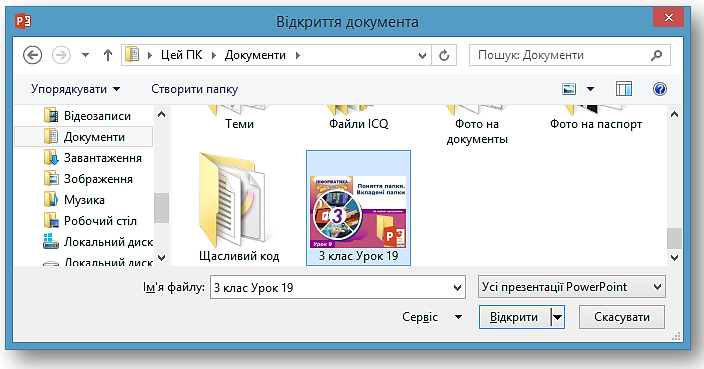 Відкриття документа
Цей ПК
Документи
Пошук: Документи
Упорядкувати
Створити папку
Відеозаписи
Документи
Завантаження
Зображення
Музика
Робочий стіл
Локальний диск
Локальний диск
Теми
Файли ICQ
Фото на документы
Фото на паспорт
Щасливий код
ІНФОРМАТИКА
Поняття папки.
Вкладені папки
3
Урок 9
3 клас Урок 19
Ім'я файлу:
3 клас Урок 19
Усі презентації PowerPoint
Сервіс
Відкрити
Скасувати